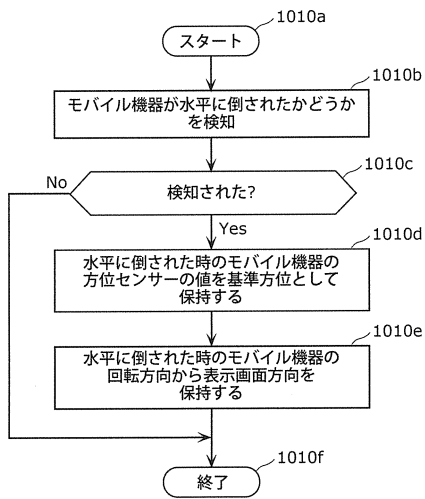 スタート
1010a
モバイル機器が水平に倒されたかどうか
を検知
1010b
検知された?
1010c
No
Yes
水平に倒された時のモバイル機器の
方位センサーの値を基準方位として
保持する
1010d
水平に倒された時のモバイル機器の
回転方向から表示画面方向を
保持する
1010e
終了
1010f